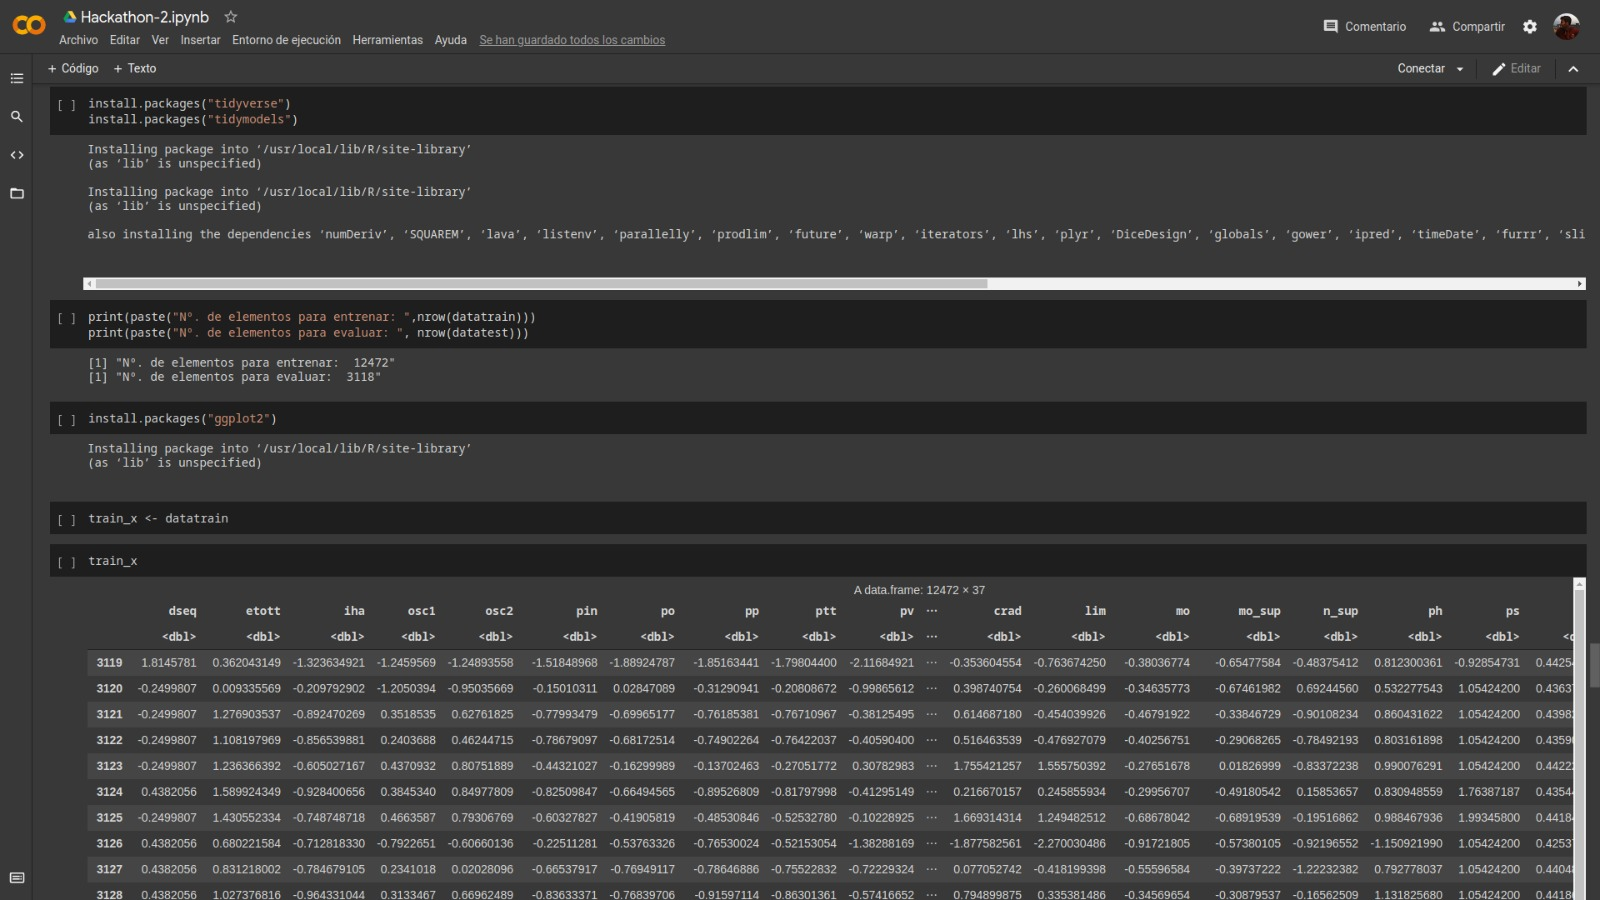 Hackathon-2.ipynb
Archivo Editar Ver Insertar Entorno de ejecución Herramientas Ayuda Se han guardado todos los cambios
Comentario Compartir
+ Código + Texto
Conectar Editar
[ ] install.packages("tidyverse")
install.packages("tidymodels")
Installing package into ‘/usr/local/lib/R/site-library’
(as ‘lib’ is unspecified)
Installing package into ‘/usr/local/lib/R/site-library’
(as ‘lib’ is unspecified)
also installing the dependencies ‘numDeriv’, ‘SQUAREM’, ‘lava’, ‘listenv’, ‘parallelly’, ‘prodlim’, ‘future’, ‘warp’, ‘iterators’, ‘lhs’, ‘plyr’, ‘DiceDesign’, ‘globals’, ‘gower’, ‘ipred’, ‘timeDate’, ‘furrr’, ‘sli
[ ] print(paste("Nº. de elementos para entrenar: ",nrow(datatrain)))
print(paste("Nº. de elementos para evaluar: ", nrow(datatest)))
[1] "Nº. de elementos para entrenar:  12472"
[1] "Nº. de elementos para evaluar:  3118"
[ ] install.packages("ggplot2")
Installing package into ‘/usr/local/lib/R/site-library’
(as ‘lib’ is unspecified)
[ ] train_x <- datatrain
[ ] train_x
A data.frame: 12472 × 37
dseq etott iha osc1 osc2 pin po pp ptt pv ⋯ crad lim mo mo_sup n_sup ph ps
<dbl> <dbl> <dbl> <dbl> <dbl> <dbl> <dbl> <dbl> <dbl> <dbl> ⋯ <dbl> <dbl> <dbl> <dbl> <dbl> <dbl> <dbl>
3119 1.8145781 0.362043149 -1.323634921 -1.2459569 -1.24893558 -1.51848968 -1.88924787 -1.85163441 -1.79804400 -2.11684921 ⋯ -0.353604554 -0.763674250 -0.38036774 -0.65477584 -0.48375412 0.812300361 -0.92854731 0.4425
3120 -0.2499807 0.009335569 -0.209792902 -1.2050394 -0.95035669 -0.15010311 0.02847089 -0.31290941 -0.20808672 -0.99865612 ⋯ 0.398740754 -0.260068499 -0.34635773 -0.67461982 0.69244560 0.532277543 1.05424200 0.4363
3121 -0.2499807 1.276903537 -0.892470269 0.3518535 0.62761825 -0.77993479 -0.69965177 -0.76185381 -0.76710967 -0.38125495 ⋯ 0.614687180 -0.454039926 -0.46791922 -0.33846729 -0.90108234 0.860431622 1.05424200 0.4398
3122 -0.2499807 1.108197969 -0.856539881 0.2403688 0.46244715 -0.78679097 -0.68172514 -0.74902264 -0.76422037 -0.40590400 ⋯ 0.516463539 -0.476927079 -0.40256751 -0.29068265 -0.78492193 0.803161898 1.05424200 0.4359
3123 -0.2499807 1.236366392 -0.605027167 0.4370932 0.80751889 -0.44321027 -0.16299989 -0.13702463 -0.27051772 0.30782983 ⋯ 1.755421257 1.555750392 -0.27651678 0.01826999 -0.83372238 0.990076291 1.05424200 0.4422
3124 0.4382056 1.589924349 -0.928400656 0.3845340 0.84977809 -0.82509847 -0.66494565 -0.89526809 -0.81797998 -0.41295149 ⋯ 0.216670157 0.245855934 -0.29956707 -0.49180542 0.15853657 0.830948559 1.76387187 0.4354
3125 -0.2499807 1.430552334 -0.748748718 0.4663587 0.79306769 -0.60327827 -0.41905819 -0.48530846 -0.52532780 -0.10228925 ⋯ 1.669314314 1.249482512 -0.68678042 -0.68919539 -0.19516862 0.988467936 1.99345800 0.4418
3126 0.4382056 0.680221584 -0.712818330 -0.7922651 -0.60660136 -0.22511281 -0.53763326 -0.76530024 -0.52153054 -1.38288169 ⋯ -1.877582561 -2.270030486 -0.91721805 -0.57380105 -0.92196552 -1.150921990 1.05424200 0.4253
3127 0.4382056 0.831218002 -0.784679105 0.2341018 0.02028096 -0.66537917 -0.76949117 -0.78646886 -0.75522832 -0.72229324 ⋯ 0.077052742 -0.418199398 -0.55596584 -0.39737222 -1.22232382 0.792778037 1.05424200 0.4404
3128 0.4382056 1.027376816 -0.964331044 0.3133467 0.66962489 -0.83633371 -0.76839706 -0.91597114 -0.86301361 -0.57416652 ⋯ 0.794899875 0.335381486 -0.34569654 -0.30879537 -0.16562509 1.131825680 1.05424200 0.4418